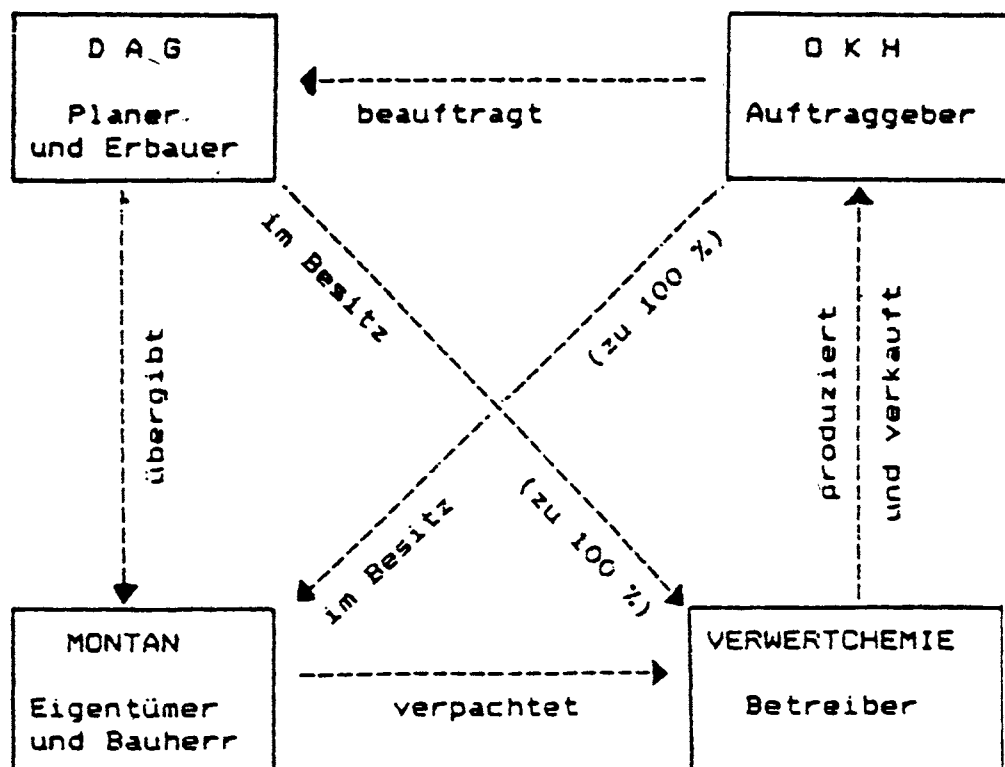 D A G
Planer
und Erbauer
beauftragt
O K H
Auftraggeber
im Besitz
(zu 100 %)
(zu 100 %)
im Besitz
übergibt
produziert
und verkauft
MONTAN
Eigentümer
und Bauherr
verpachtet
VERWERTCHEMIE
Betreiber